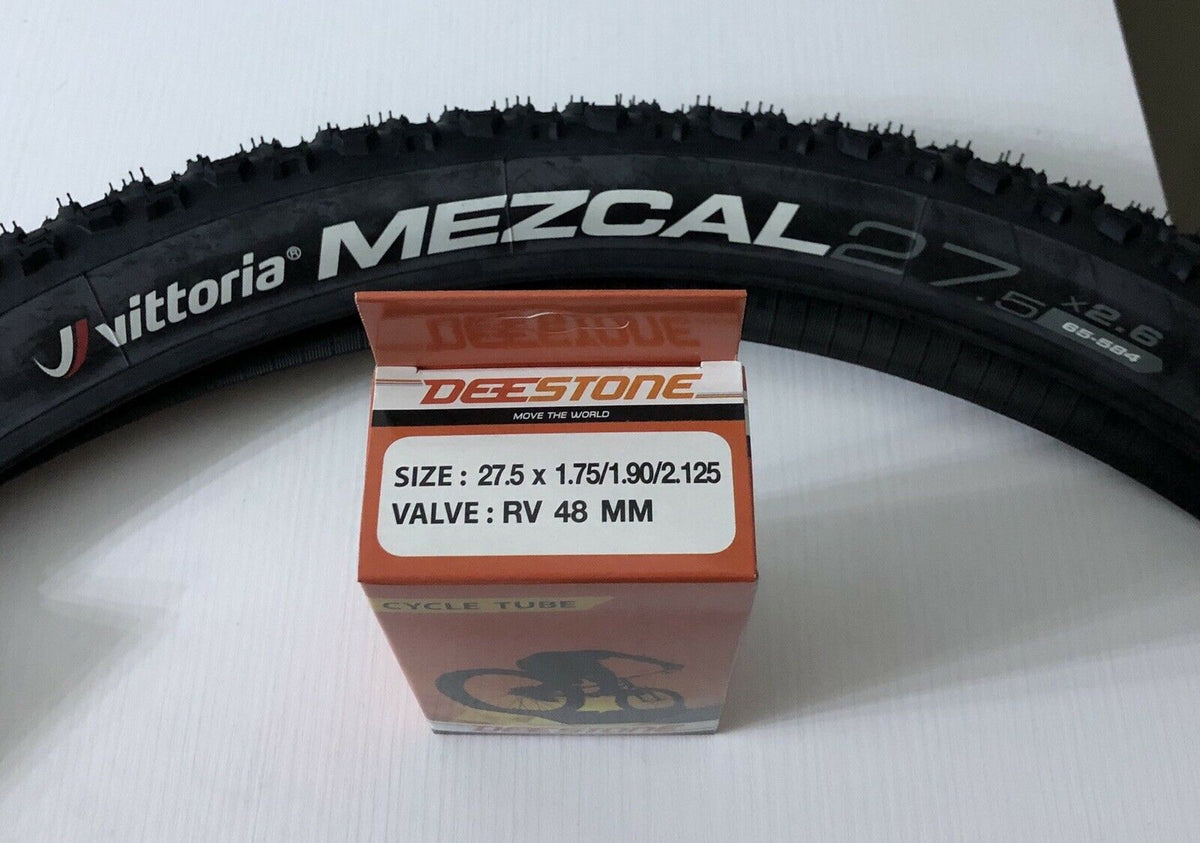 vittoria® MEZCAL 27.5 x2.6
65-584
DEESTONE
DEESTONE
MOVE THE WORLD
SIZE : 27.5 x 1.75/1.90/2.125
VALVE : RV 48 MM
CYCLE TUBE
DEESTONE